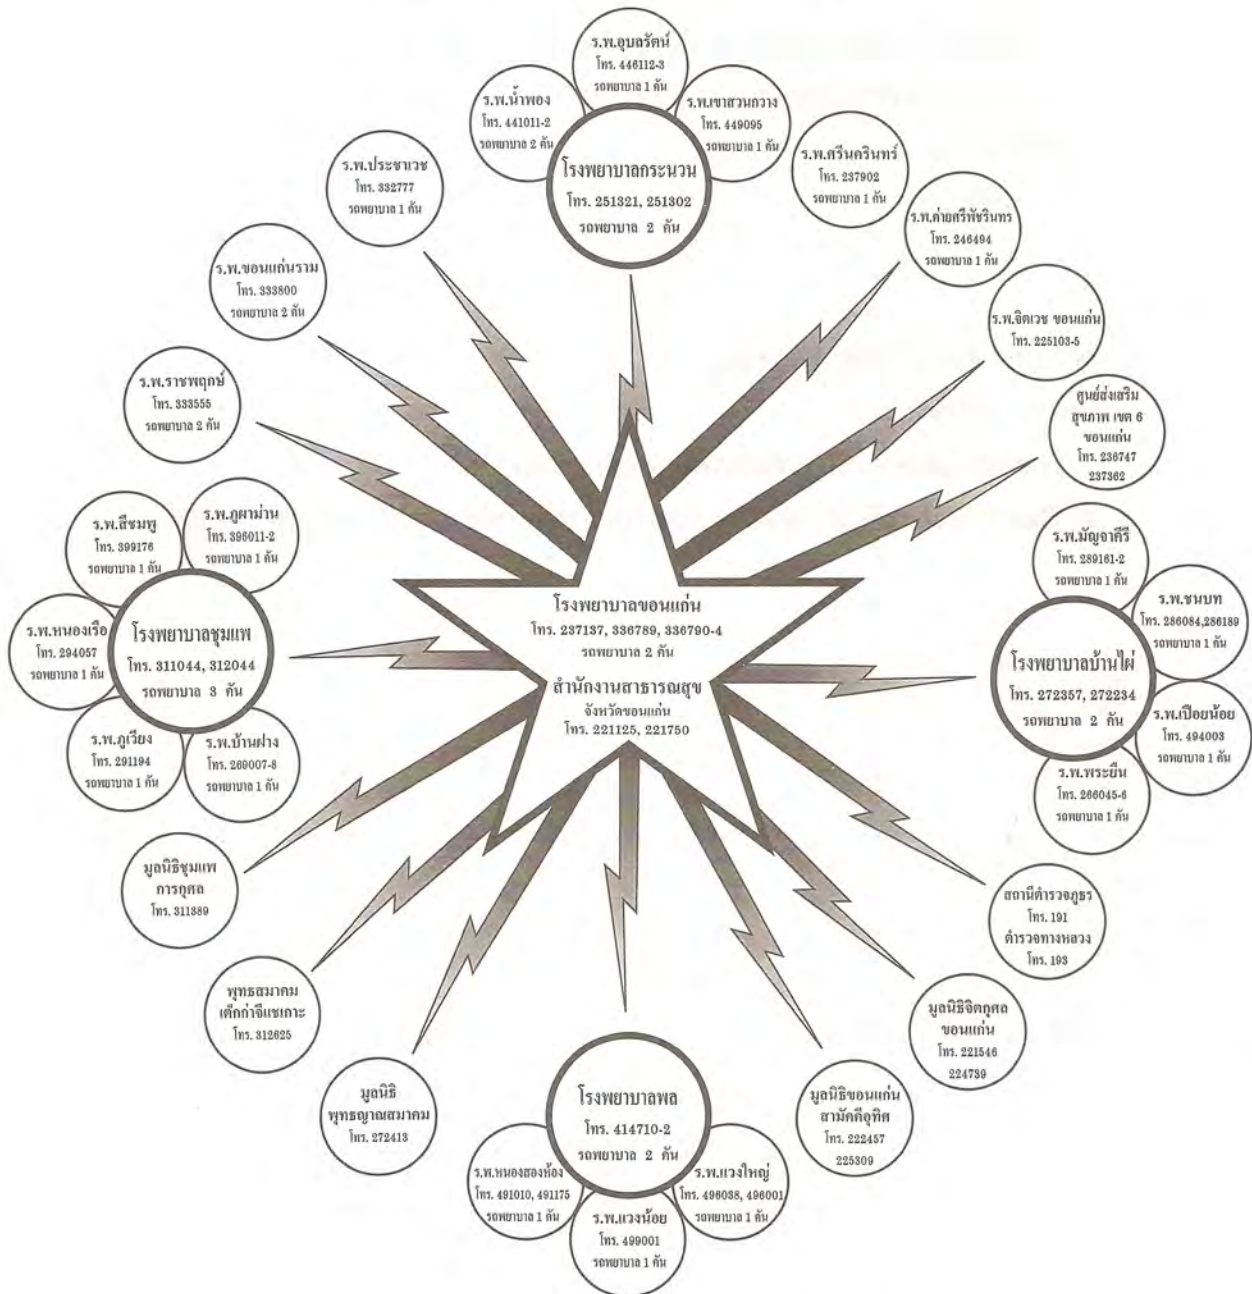 ร.พ.อุบลรัตน์
โทร. 446112-3
รถพยาบาล 1 คัน
ร.พ.น้ำพอง
โทร. 441011-2
รถพยาบาล 2 คัน
ร.พ.เขาสวนกวาง
โทร. 449095
รถพยาบาล 1 คัน
โรงพยาบาลกระนวน
โทร. 251321, 251302
รถพยาบาล 2 คัน
ร.พ.ศรีนครินทร์
โทร. 237902
รถพยาบาล 1 คัน
ร.พ.ค่ายศรีพัชรินทร
โทร. 246494
รถพยาบาล 1 คัน
ร.พ.จิตเวช ขอนแก่น
โทร. 225103-5
ศูนย์ส่งเสริม
สุขภาพ เขต 6
ขอนแก่น
โทร. 236747
237362
ร.พ.ประชาเวช
โทร. 332777
รถพยาบาล 1 คัน
ร.พ.ขอนแก่นราม
โทร. 333800
รถพยาบาล 2 คัน
ร.พ.ราชพฤกษ์
โทร. 333555
รถพยาบาล 2 คัน
ร.พ.สีชมพู
โทร. 399176
รถพยาบาล 1 คัน
ร.พ.ภูผาม่าน
โทร. 396011-2
รถพยาบาล 1 คัน
ร.พ.หนองเรือ
โทร. 294057
รถพยาบาล 1 คัน
โรงพยาบาลชุมแพ
โทร. 311044, 312044
รถพยาบาล 3 คัน
ร.พ.ภูเวียง
โทร. 291194
รถพยาบาล 1 คัน
ร.พ.บ้านฝาง
โทร. 269007-8
รถพยาบาล 1 คัน
โรงพยาบาลขอนแก่น
โทร. 237137, 336789, 336790-4
รถพยาบาล 2 คัน
สำนักงานสาธารณสุข
จังหวัดขอนแก่น
โทร. 221125, 221750
ร.พ.มัญจาคีรี
โทร. 289161-2
รถพยาบาล 1 คัน
ร.พ.ชนบท
โทร. 286084,286189
รถพยาบาล 1 คัน
โรงพยาบาลบ้านไผ่
โทร. 272357, 272234
รถพยาบาล 2 คัน
ร.พ.เปือยน้อย
โทร. 494003
รถพยาบาล 1 คัน
ร.พ.พระยืน
โทร. 266045-6
รถพยาบาล 1 คัน
มูลนิธิชุมแพ
การกุศล
โทร. 311389
พุทธสมาคม
เต็กก่าจีแชเกาะ
โทร. 312625
มูลนิธิ
พุทธญาณสมาคม
โทร. 272413
โรงพยาบาลพล
โทร. 414710-2
รถพยาบาล 2 คัน
ร.พ.หนองสองห้อง
โทร. 491010, 491175
รถพยาบาล 1 คัน
ร.พ.แวงน้อย
โทร. 499001
รถพยาบาล 1 คัน
ร.พ.แวงใหญ่
โทร. 496038, 496001
รถพยาบาล 1 คัน
มูลนิธิขอนแก่น
สามัคคีอุทิศ
โทร. 222457
225309
มูลนิธิจิตกุศล
ขอนแก่น
โทร. 221546
224739
สถานีตำรวจภูธร
โทร. 191
ตำรวจทางหลวง
โทร. 193